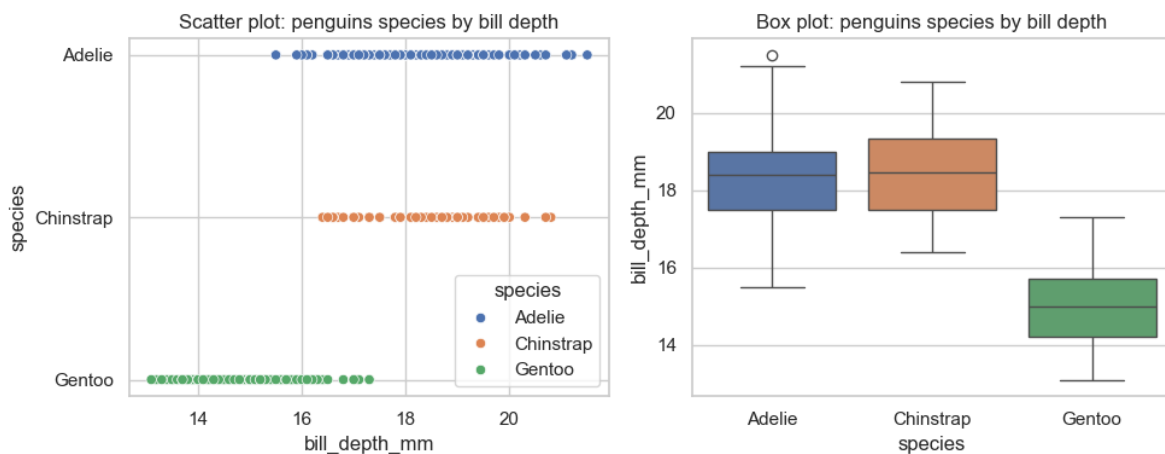 Scatter plot: penguins species by bill depth
Adelie
Chinstrap
Gentoo
species
14
16
18
20
bill_depth_mm
species
Adelie
Chinstrap
Gentoo
Box plot: penguins species by bill depth
20
18
16
14
bill_depth_mm
Adelie
Chinstrap
Gentoo
species